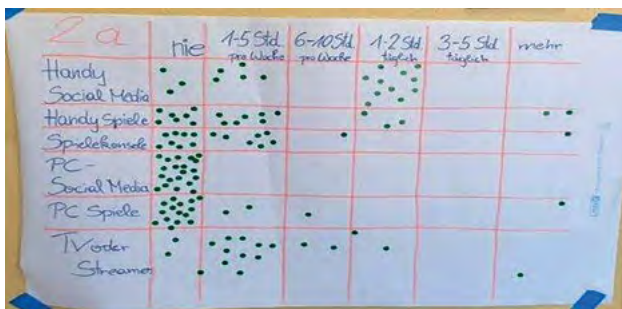 2a
nie 1-5 Std. 6-10 Std. 1-2 Std. 3-5 Std. mehr
pro Woche pro Woche täglich täglich
Handy
Social Media
Handy Spiele
Spielekonsole
PC-
Social Media
PC Spiele
TV oder
Streamen